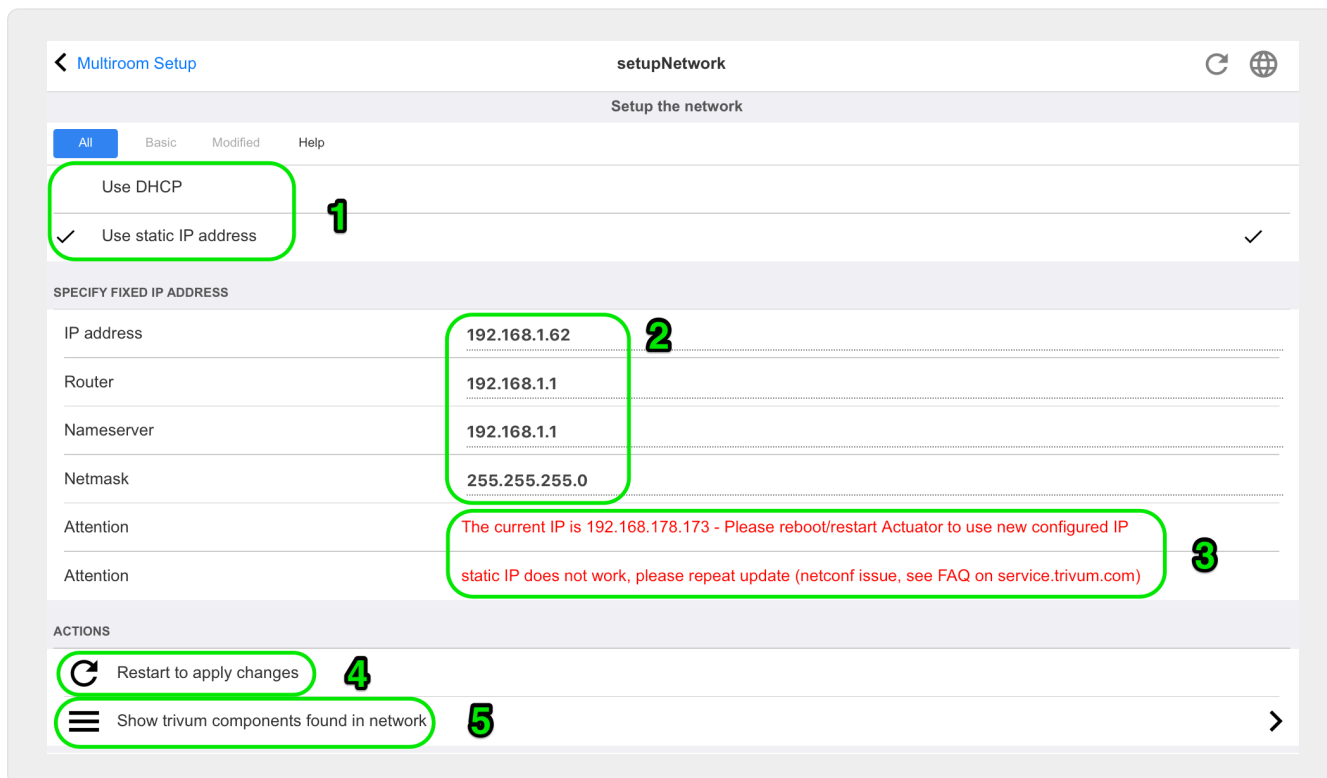 Multiroom Setup setupNetwork
Setup the network
All Basic Modified Help
Use DHCP
1
Use static IP address
SPECIFY FIXED IP ADDRESS
IP address 192.168.1.62 2
Router 192.168.1.1
Nameserver 192.168.1.1
Netmask 255.255.255.0
Attention The current IP is 192.168.178.173 - Please reboot/restart Actuator to use new configured IP
3
Attention static IP does not work, please repeat update (netconf issue, see FAQ on service.trivum.com)
ACTIONS
Restart to apply changes 4
Show trivum components found in network 5